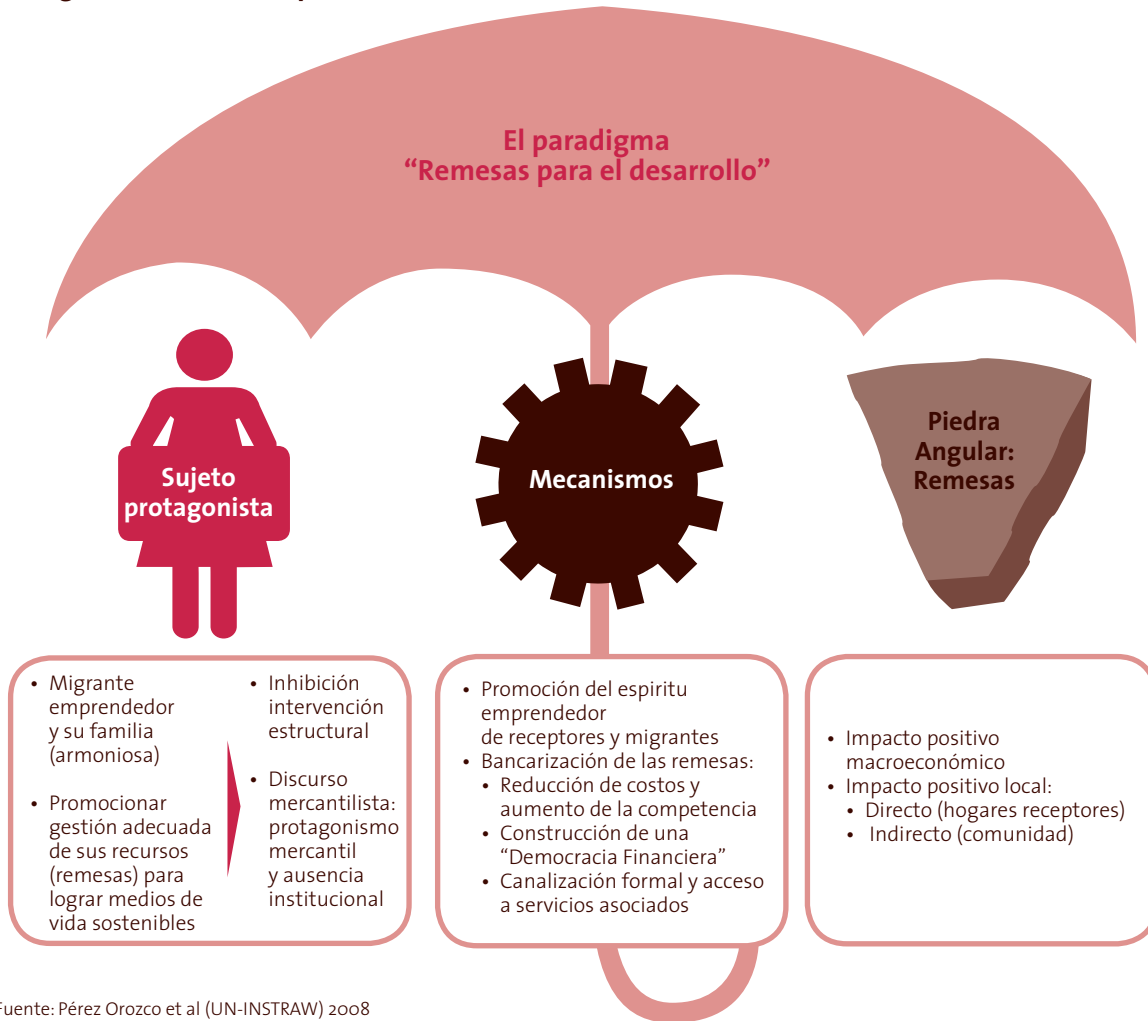 El paradigma
“Remesas para el desarrollo”
Sujeto
protagonista
Mecanismos
Piedra
Angular:
Remesas
• Migrante
emprendedor
y su familia
(armoniosa)
• Promocionar
gestión adecuada
de sus recursos
(remesas) para
lograr medios de
vida sostenibles
• Inhibición
intervención
estructural
• Discurso
mercantilista:
protagonismo
mercantil
y ausencia
institucional
• Promoción del espiritu
emprendedor
de receptores y migrantes
• Bancarización de las remesas:
• Reducción de costos y
aumento de la competencia
• Construcción de una
“Democracia Financiera”
• Canalización formal y acceso
a servicios asociados
• Impacto positivo
macroeconómico
• Impacto positivo local:
• Directo (hogares receptores)
• Indirecto (comunidad)
Fuente: Pérez Orozco et al (UN-INSTRAW) 2008